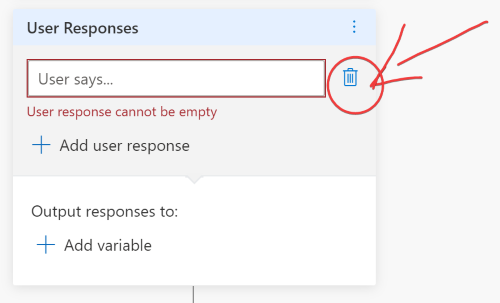 User Responses
User says...
User response cannot be empty
Add user response
Output responses to:
Add variable